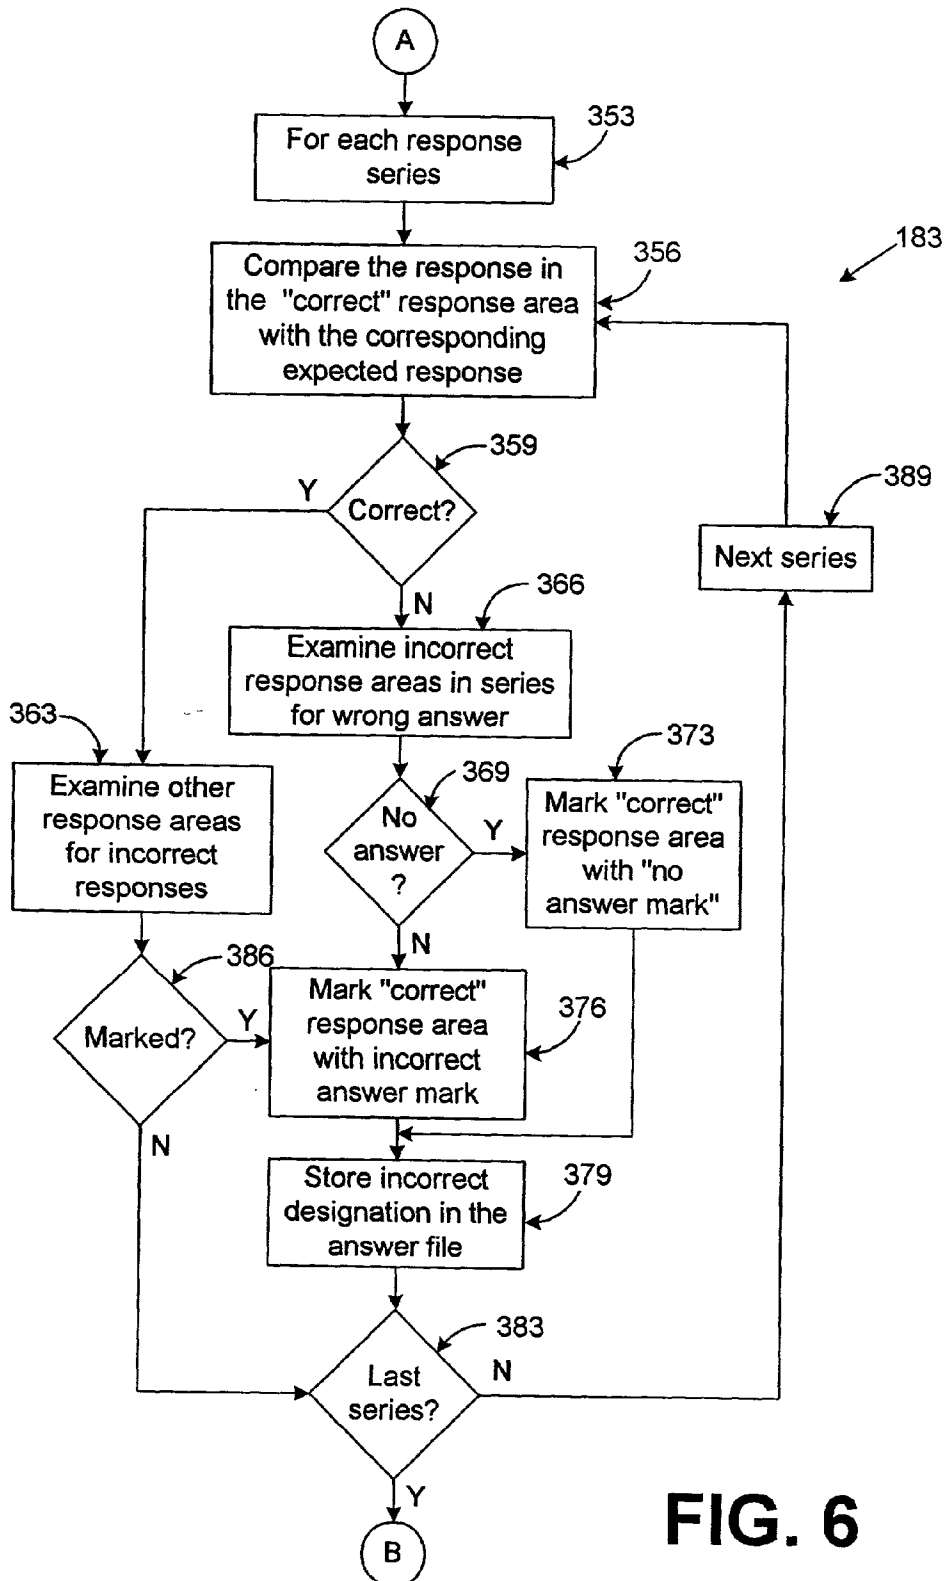 A
For each response
series
353
183
Compare the response in
the "correct" response area
with the corresponding
expected response
356
359
Correct?
Y
N
389
Next series
366
Examine incorrect
response areas in series
for wrong answer
363
Examine other
response areas
for incorrect
responses
369
No
answer
?
Y
N
373
Mark "correct"
response area
with "no
answer mark"
386
Marked?
Y
N
Mark "correct"
response area
with incorrect
answer mark
376
Store incorrect
designation in the
answer file
379
383
Last
series?
N
Y
B
FIG. 6